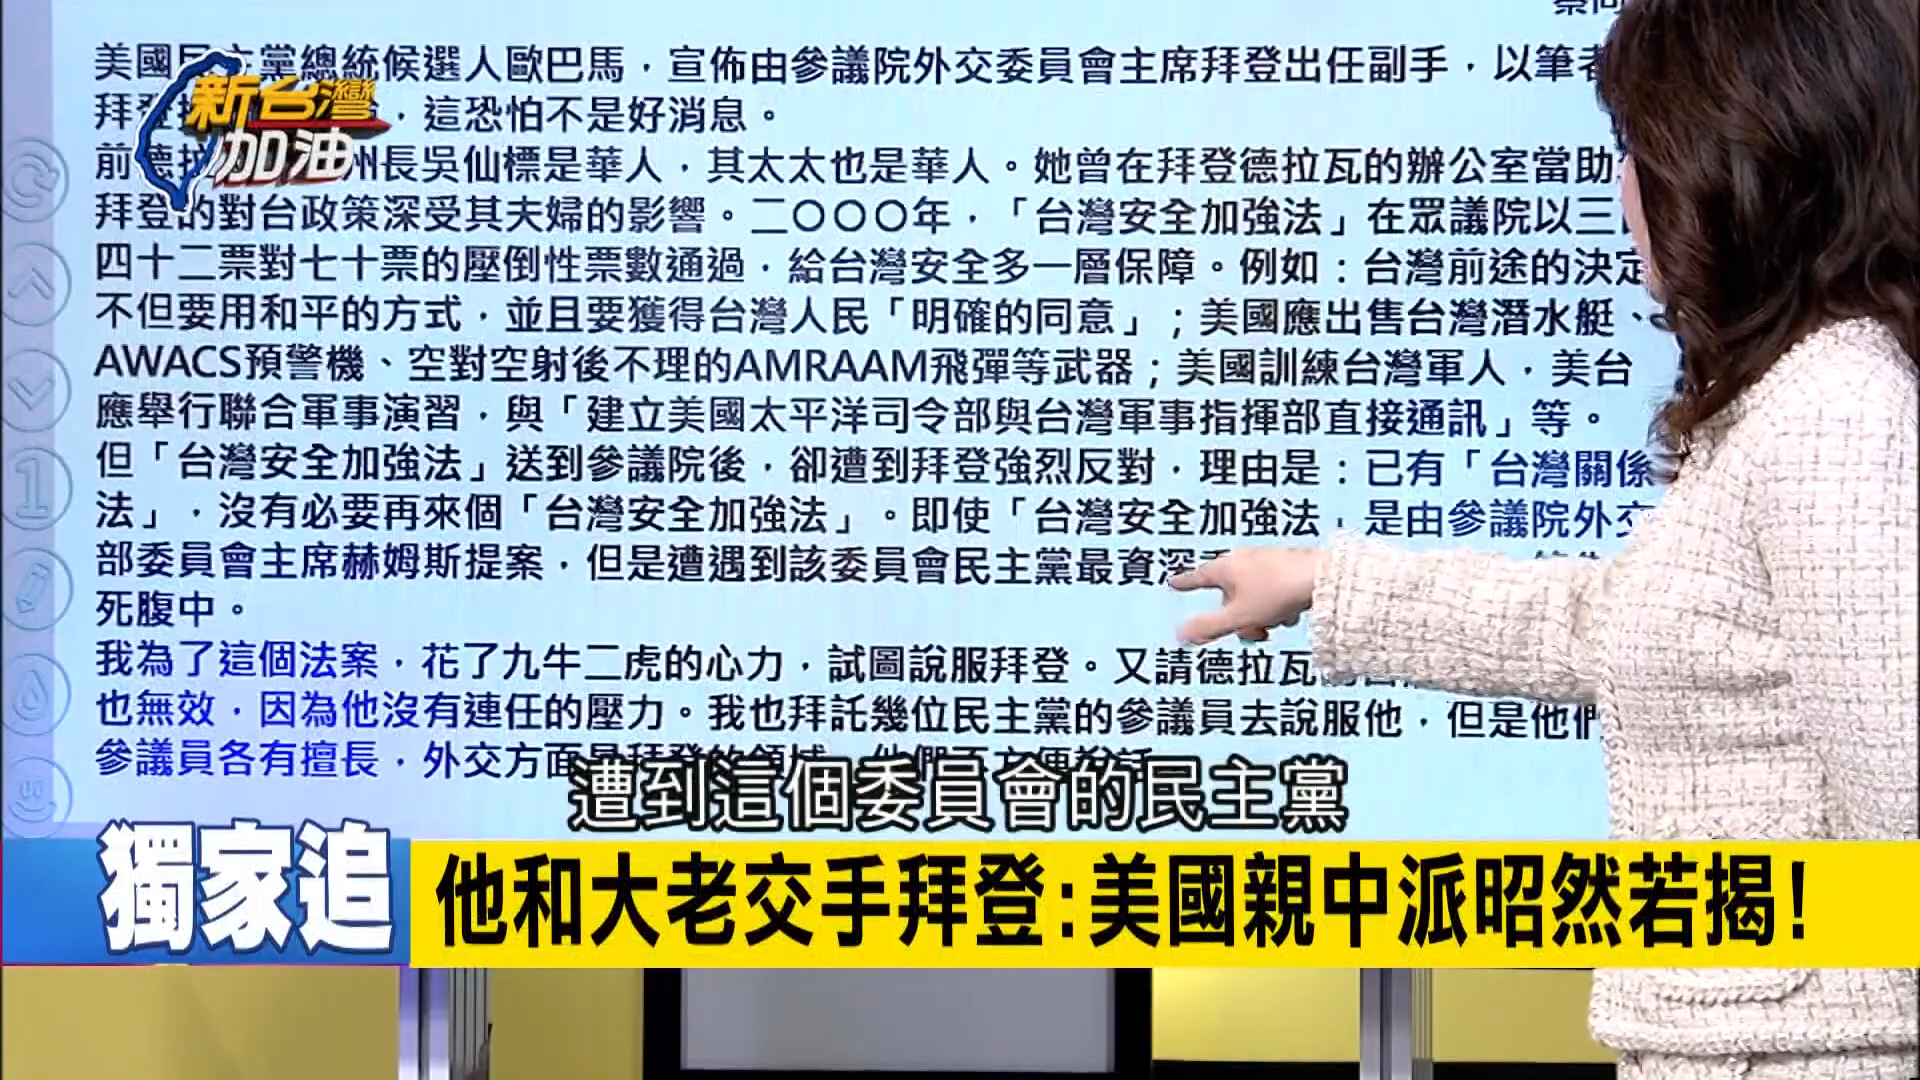 美國民主黨總統候選人歐巴馬，宣佈由參議院外交委員會主席拜登出任副手，以筆者
拜登，這恐怕不是好消息。
前德拉州長吳仙標是華人，其太太也是華人。她曾在拜登德拉瓦的辦公室當助
拜登的對台政策深受其夫婦的影響。二〇〇〇年，「台灣安全加強法」在眾議院以三
四十二票對七十票的壓倒性票數通過，給台灣安全多一層保障。例如：台灣前途的決定
不但要用和平的方式，並且要獲得台灣人民「明確的同意」；美國應出售台灣潛水艇、
AWACS預警機、空對空射後不理的AMRAAM飛彈等武器；美國訓練台灣軍人，美台
應舉行聯合軍事演習，與「建立美國太平洋司令部與台灣軍事指揮部直接通訊」等。
但「台灣安全加強法」送到參議院後，卻遭到拜登強烈反對，理由是：已有「台灣關係
法」，沒有必要再來個「台灣安全加強法」。即使「台灣安全加強法」是由參議院外交
部委員會主席赫姆斯提案，但是遭遇到該委員會民主黨最資深
死腹中。
我為了這個法案，花了九牛二虎的心力，試圖說服拜登。又請德拉瓦
也無效，因為他沒有連任的壓力。我也拜託幾位民主黨的參議員去說服他，但是他們
參議員各有擅長，外交方面是拜登的領域
新台灣
加油
1
遭到這個委員會的民主黨
獨家追
他和大老交手拜登:美國親中派昭然若揭!